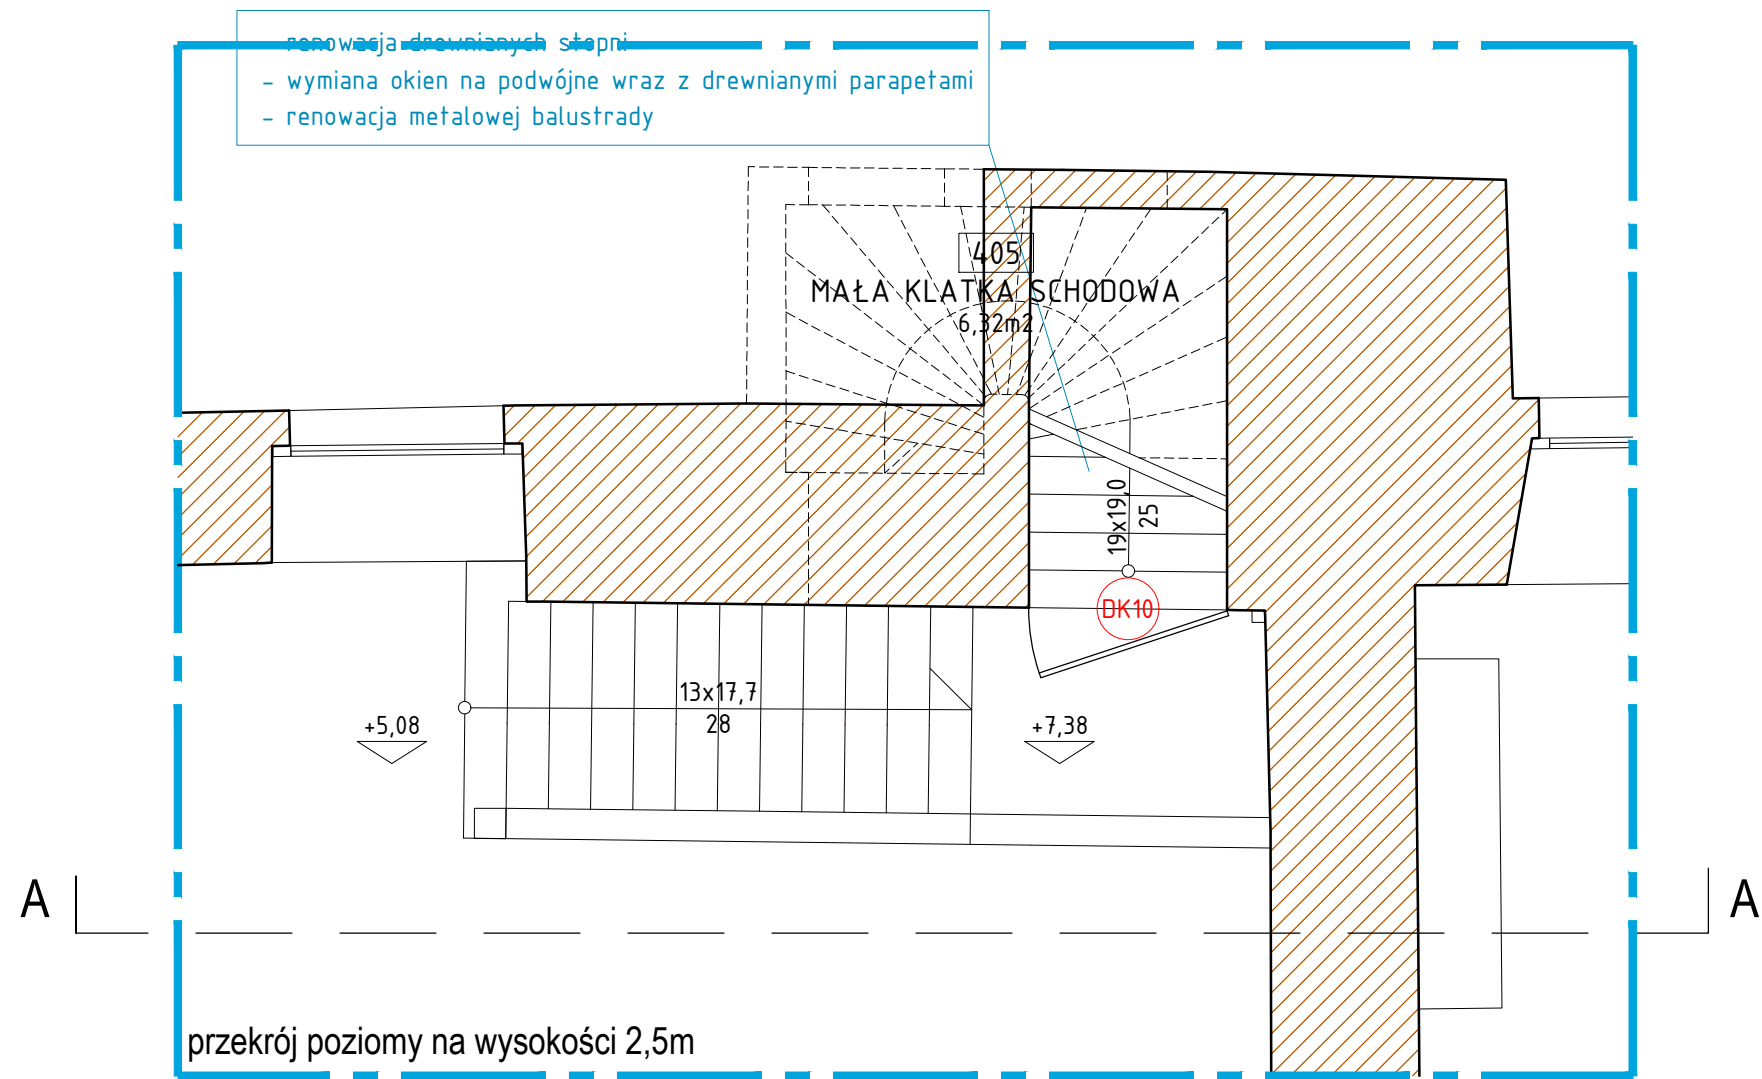 - renowacja drewnianych stopni
- wymiana okien na podwójne wraz z drewnianymi parapetami
- renowacja metalowej balustrady
405
MAŁA KLATKA SCHODOWA
6,32m2
19x19,0
25
DK10
13x17,7
28
+5,08
+7,38
A
A
przekrój poziomy na wysokości 2,5m